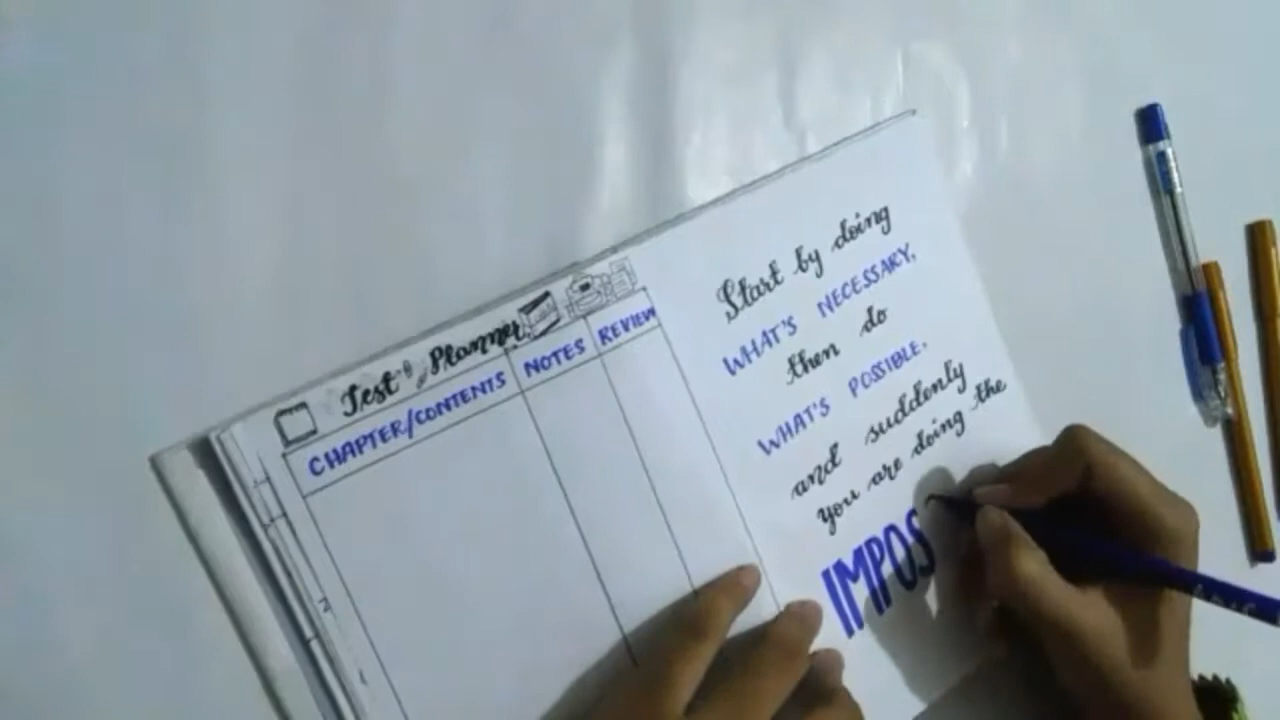 Test Planner
CHAPTER/CONTENTS NOTES REVIEW
Start by doing
WHAT'S NECESSARY,
then do
WHAT'S POSSIBLE,
and suddenly
you are doing the
IMPOS